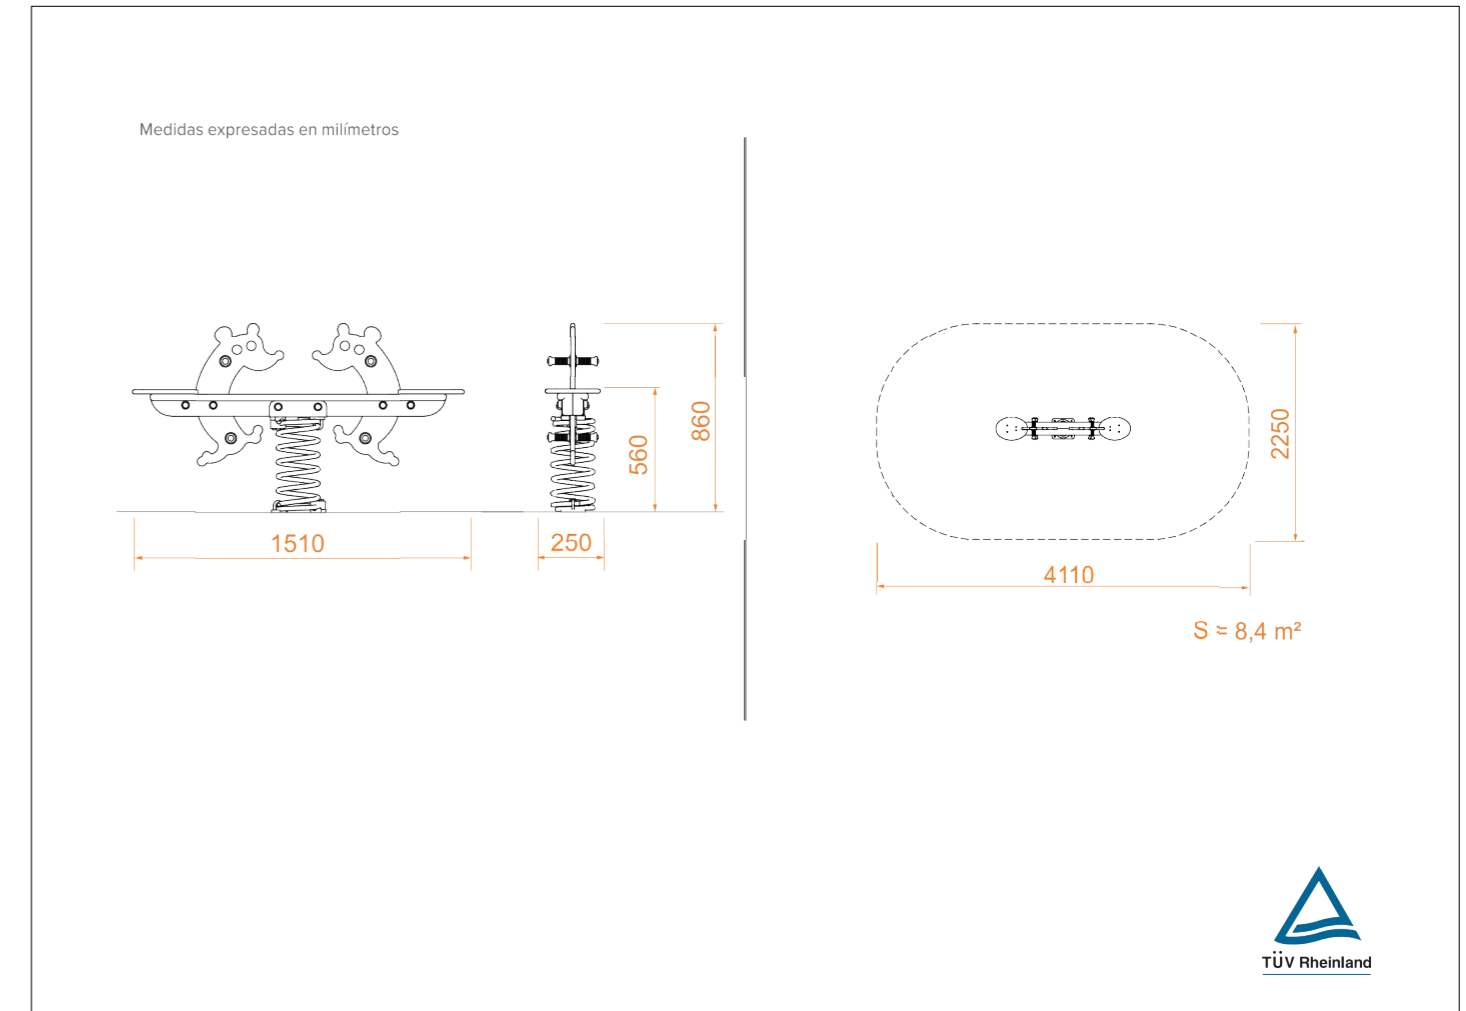 Medidas expresadas en milímetros
860
560
1510
250
2250
4110
S = 8,4 m²
TÜV Rheinland